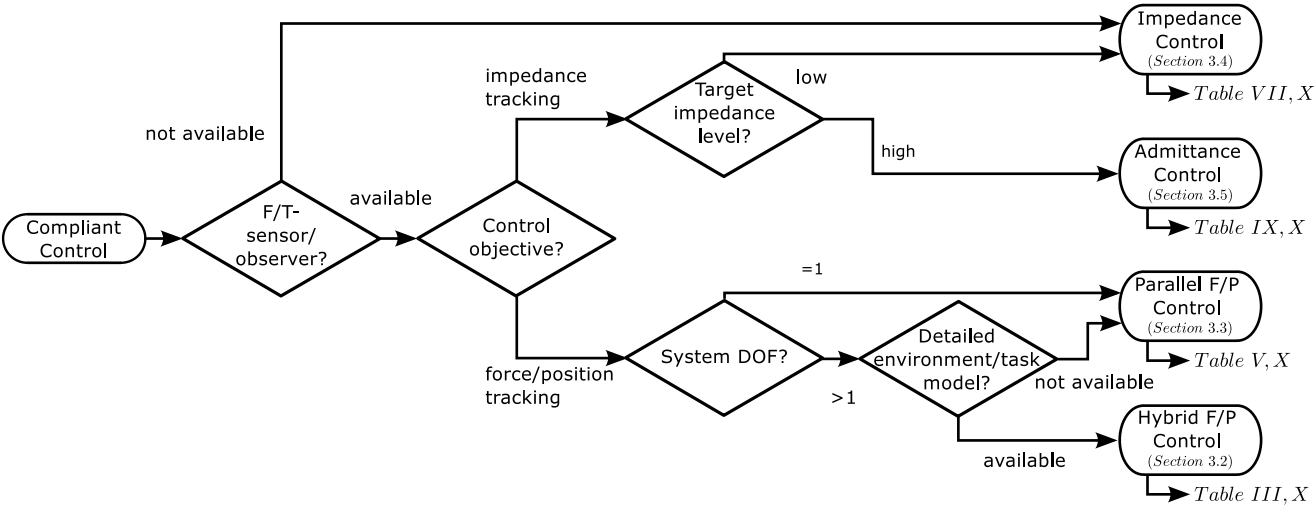 Compliant
Control
F/T-
sensor/
observer?
not available
available
Control
objective?
impedance
tracking
force/position
tracking
Target
impedance
level?
low
high
System DOF?
=1
>1
Detailed
environment/task
model?
not available
available
Impedance
Control
(Section 3.4)
Table VII, X
Admittance
Control
(Section 3.5)
Table IX, X
Parallel F/P
Control
(Section 3.3)
Table V, X
Hybrid F/P
Control
(Section 3.2)
Table III, X